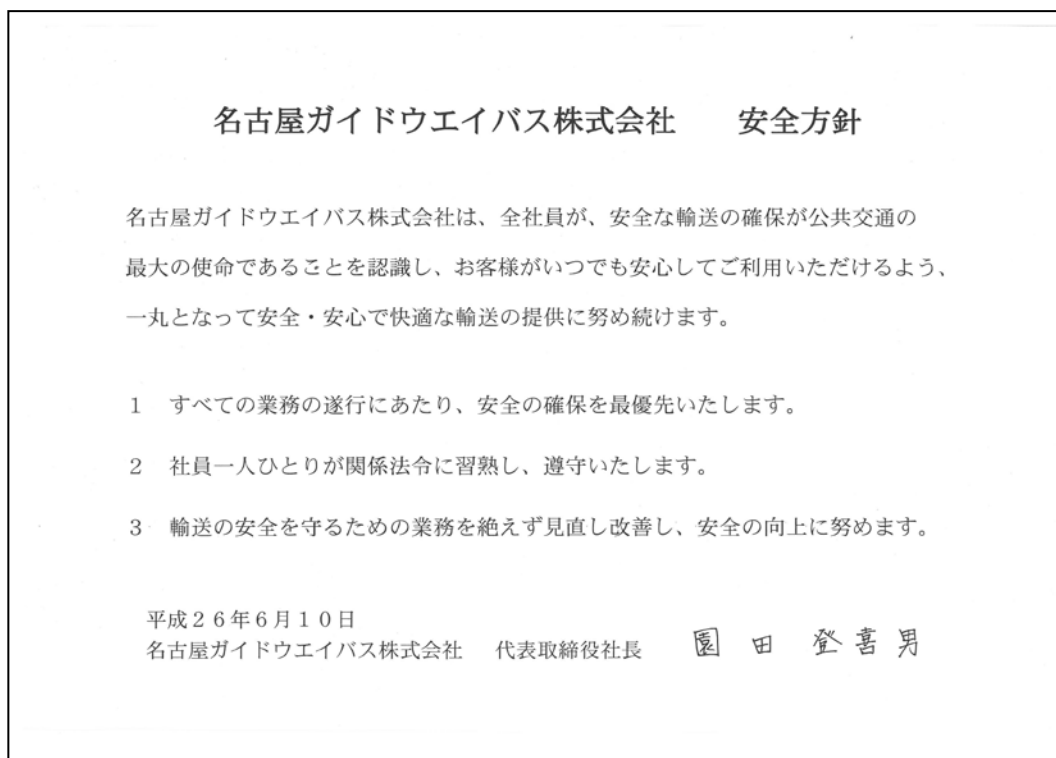 名古屋ガイドウエイバス株式会社　　安全方針
名古屋ガイドウエイバス株式会社は、全社員が、安全な輸送の確保が公共交通の
最大の使命であることを認識し、お客様がいつでも安心してご利用いただけるよう、
一丸となって安全・安心で快適な輸送の提供に努め続けます。
１　すべての業務の遂行にあたり、安全の確保を最優先いたします。
２　社員一人ひとりが関係法令に習熟し、遵守いたします。
３　輸送の安全を守るための業務を絶えず見直し改善し、安全の向上に努めます。
平成２６年６月１０日
名古屋ガイドウエイバス株式会社　代表取締役社長　園田　登喜男